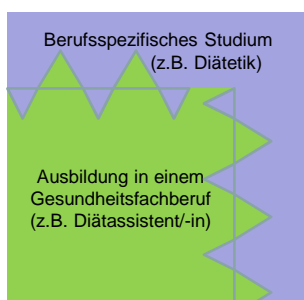 Berufsspezifisches Studium
(z.B. Diätetik)
Ausbildung in einem
Gesundheitsfachberuf
(z.B. Diätassistent/-in)